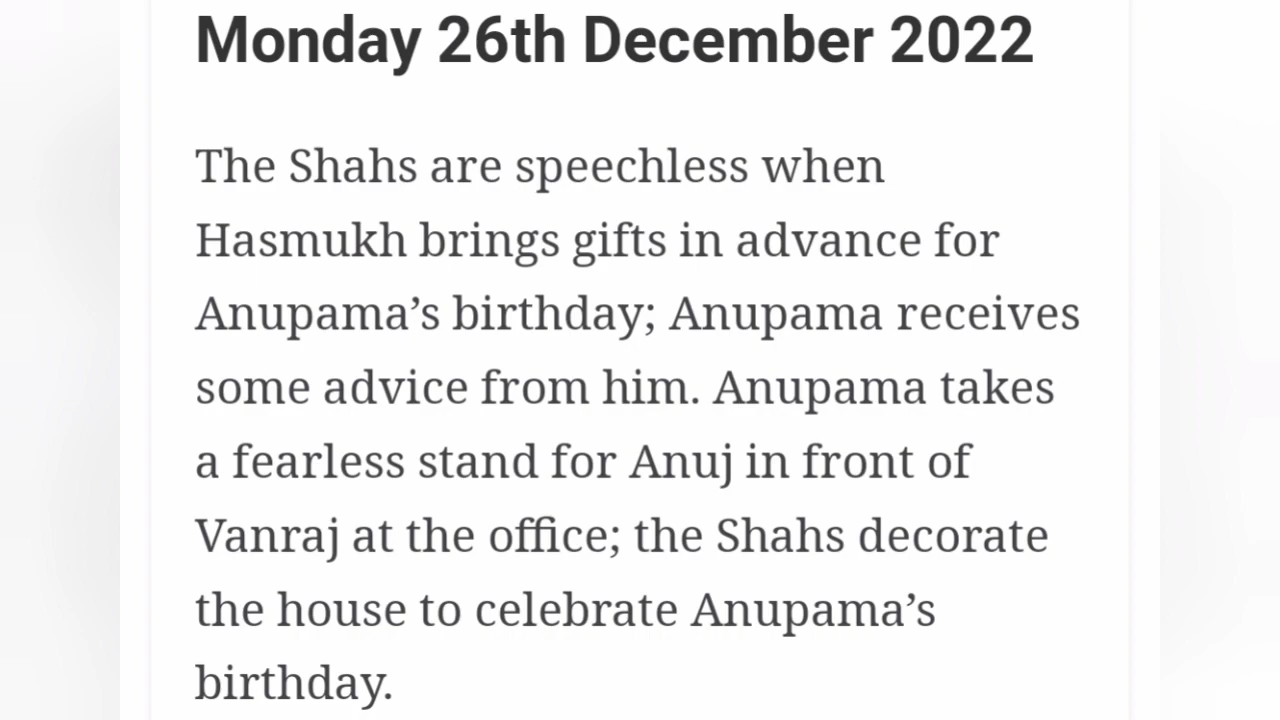 Monday 26th December 2022
The Shahs are speechless when
Hasmukh brings gifts in advance for
Anupama’s birthday; Anupama receives
some advice from him. Anupama takes
a fearless stand for Anuj in front of
Vanraj at the office; the Shahs decorate
the house to celebrate Anupama’s
birthday.